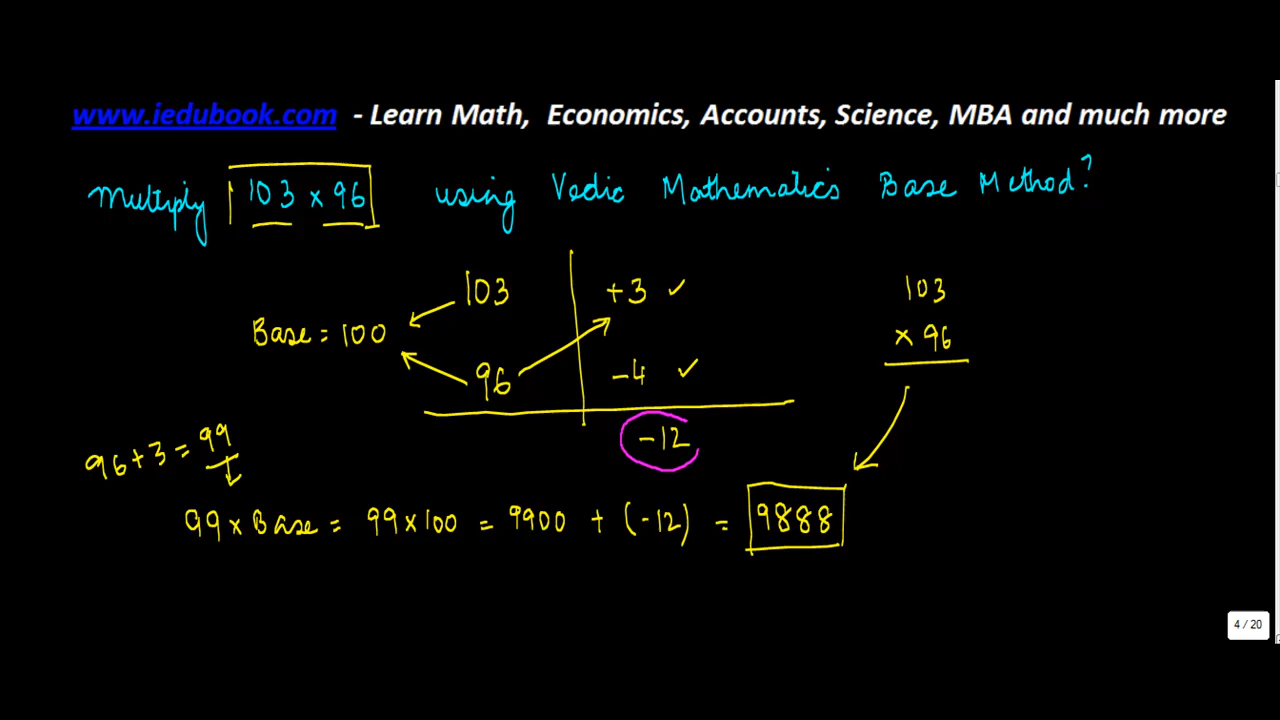 www.iedubook.com - Learn Math, Economics, Accounts, Science, MBA and much more
Multiply 103 × 96 using Vedic Mathematics Base Method?
103 +3 ✓ 103
Base = 100 × 96
96 -4 ✓
-12
96+3 = 99
99 × Base = 99 × 100 = 9900 + (-12) = 9888
4 / 20